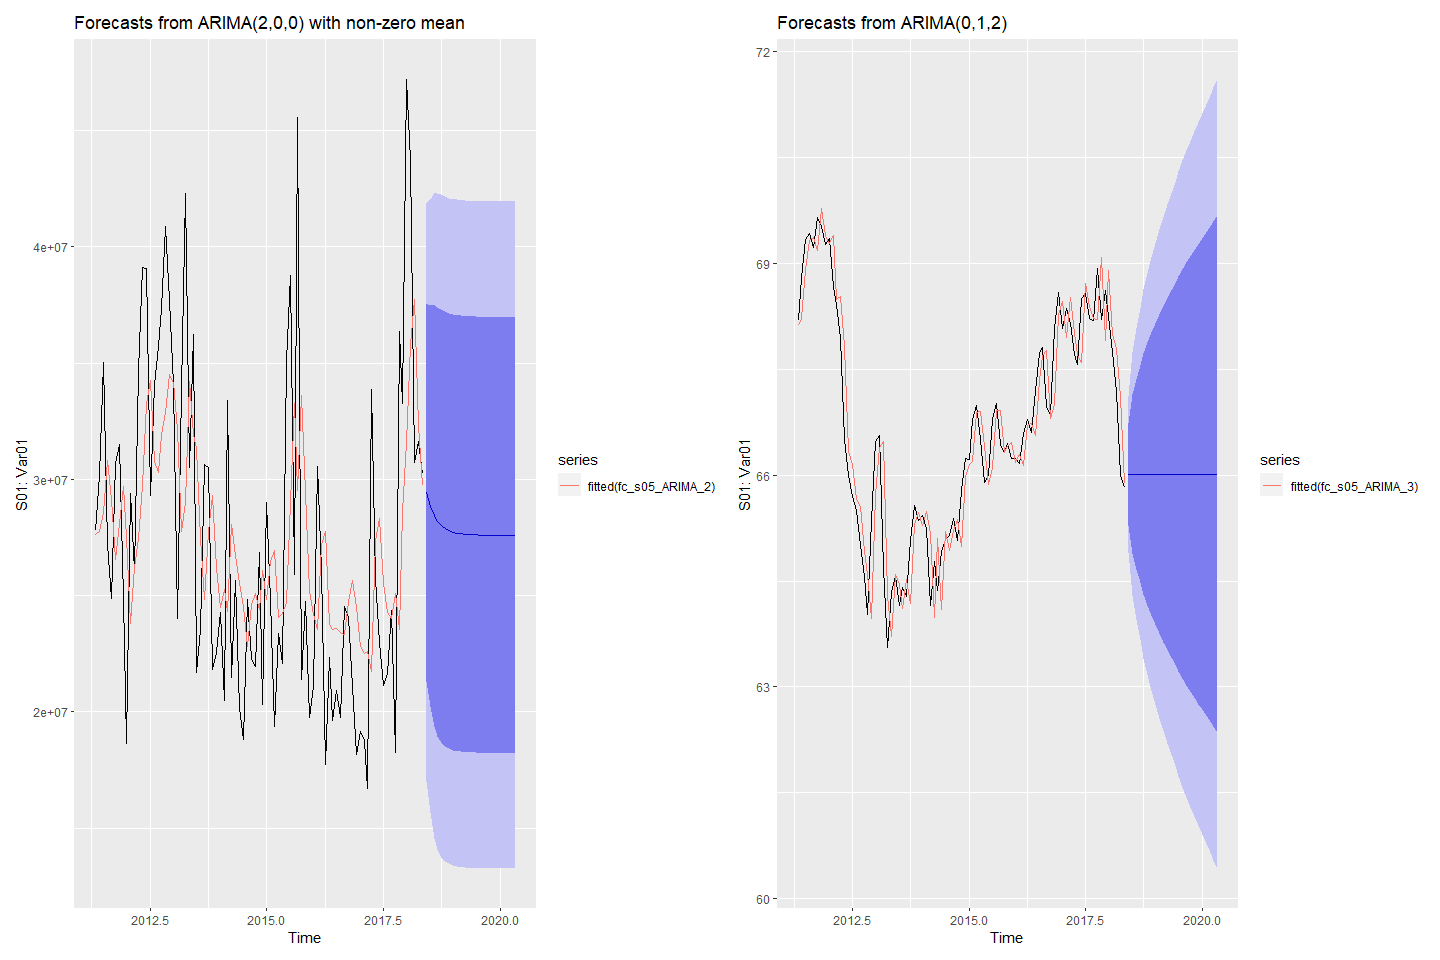 Forecasts from ARIMA(2,0,0) with non-zero mean
S01: Var01
4e+07
3e+07
2e+07
2012.5
2015.0
2017.5
2020.0
Time
series
fitted(fc_s05_ARIMA_2)
Forecasts from ARIMA(0,1,2)
S01: Var01
72
69
66
63
60
2012.5
2015.0
2017.5
2020.0
Time
series
fitted(fc_s05_ARIMA_3)